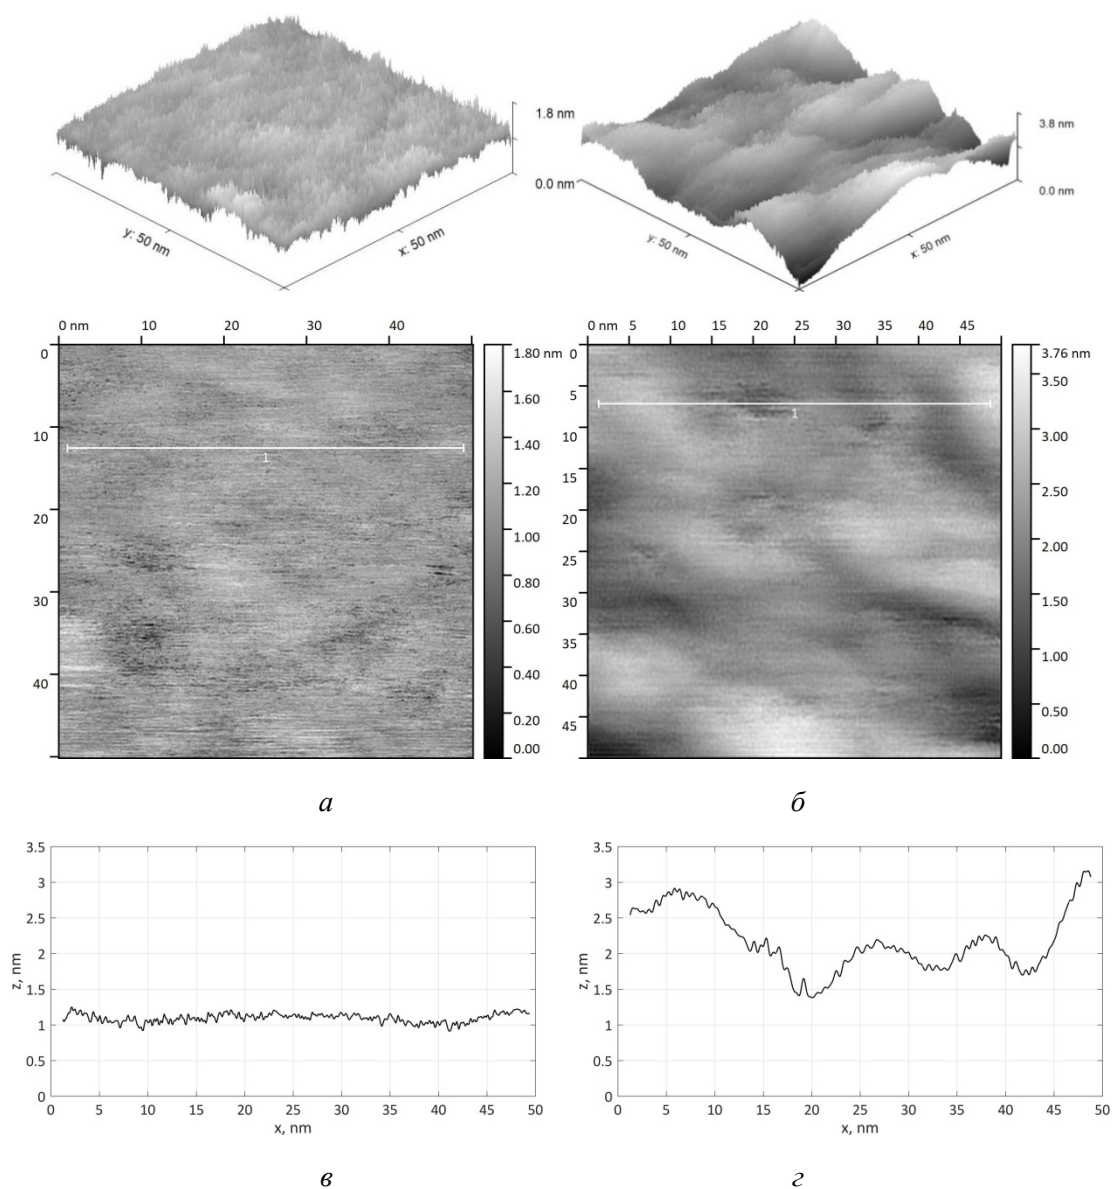 1.8 nm
0.0 nm
y: 50 nm
x: 50 nm
3.8 nm
0.0 nm
y: 50 nm
x: 50 nm
0 nm 10 20 30 40
0
10
20
30
40
1
1.80 nm
1.60
1.40
1.20
1.00
0.80
0.60
0.40
0.20
0.00
0 nm 5 10 15 20 25 30 35 40 45
0
5
10
15
20
25
30
35
40
45
1
3.76 nm
3.50
3.00
2.50
2.00
1.50
1.00
0.50
0.00
а
б
3.5
3
2.5
2
1.5
1
0.5
0
z, nm
0 5 10 15 20 25 30 35 40 45 50
x, nm
3.5
3
2.5
2
1.5
1
0.5
0
z, nm
0 5 10 15 20 25 30 35 40 45 50
x, nm
в
г